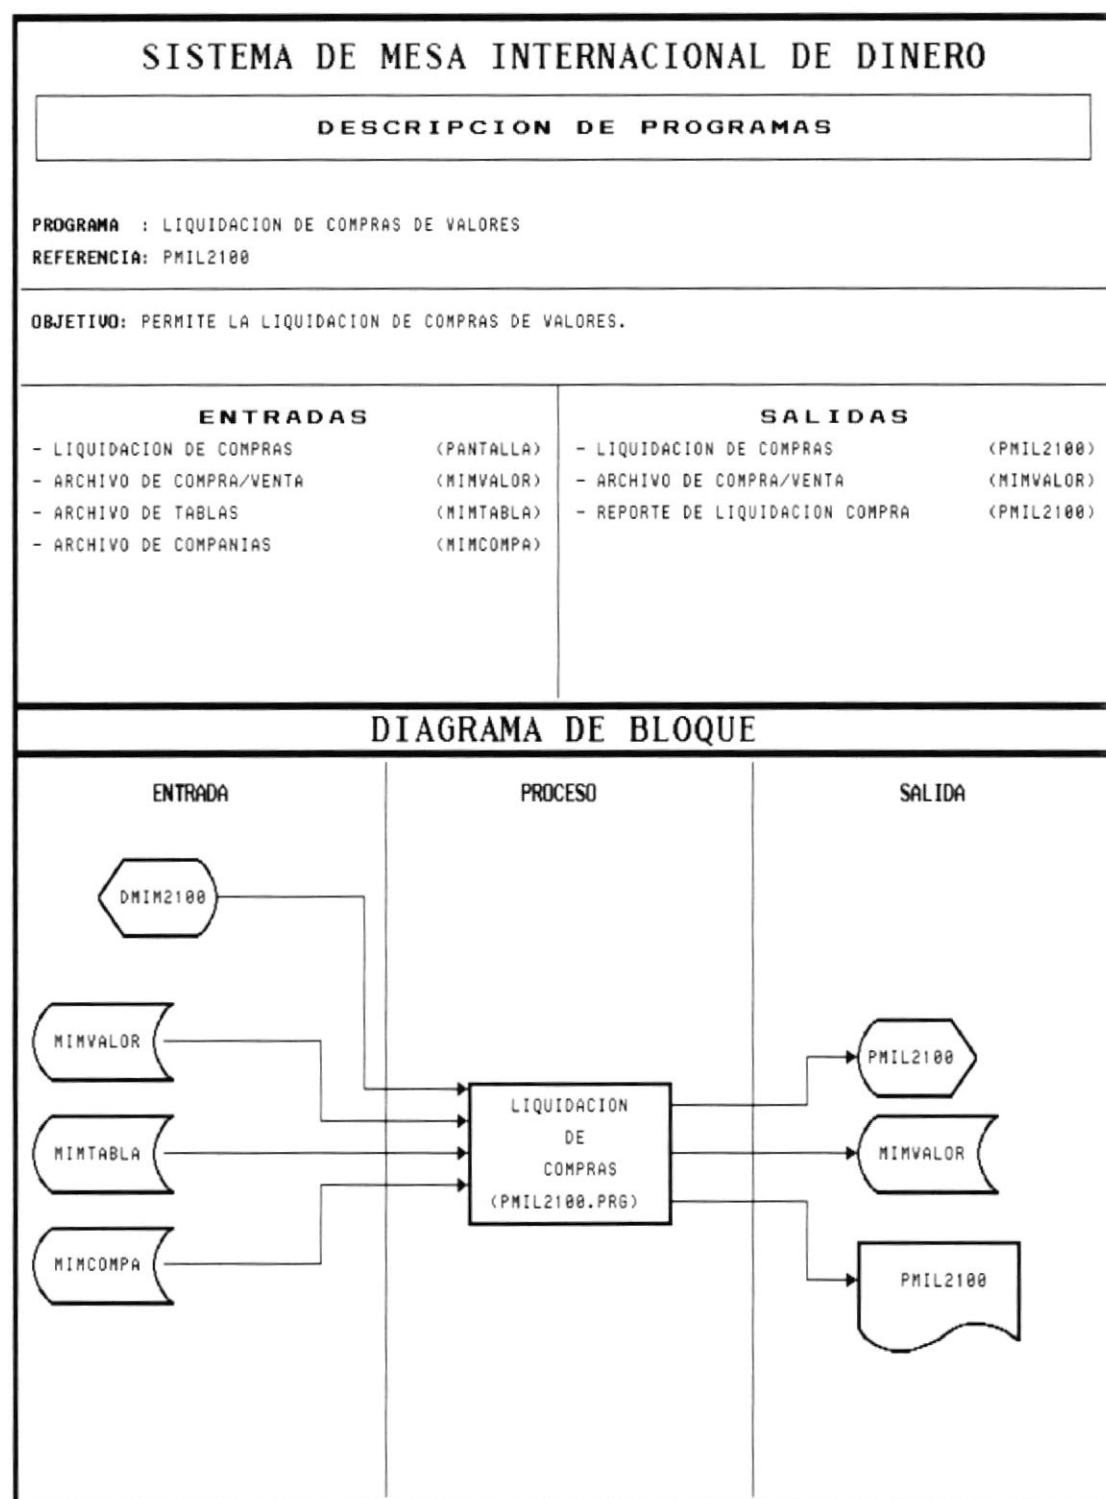 SISTEMA DE MESA INTERNACIONAL DE DINERO
DESCRIPCION DE PROGRAMAS
PROGRAMA : LIQUIDACION DE COMPRAS DE VALORES
REFERENCIA: PMIL2100
OBJETIVO: PERMITE LA LIQUIDACION DE COMPRAS DE VALORES.
ENTRADAS
- LIQUIDACION DE COMPRAS (PANTALLA)
- ARCHIVO DE COMPRA/VENTA (MIMVALOR)
- ARCHIVO DE TABLAS (MIMTABLA)
- ARCHIVO DE COMPANIAS (MIMCOMPA)
SALIDAS
- LIQUIDACION DE COMPRAS (PMIL2100)
- ARCHIVO DE COMPRA/VENTA (MIMVALOR)
- REPORTE DE LIQUIDACION COMPRA (PMIL2100)
DIAGRAMA DE BLOQUE
ENTRADA
DMIM2100
MIMVALOR
MIMTABLA
MIMCOMPA
PROCESO
LIQUIDACION
DE
COMPRAS
(PMIL2100.PRG)
SALIDA
PMIL2100
MIMVALOR
PMIL2100